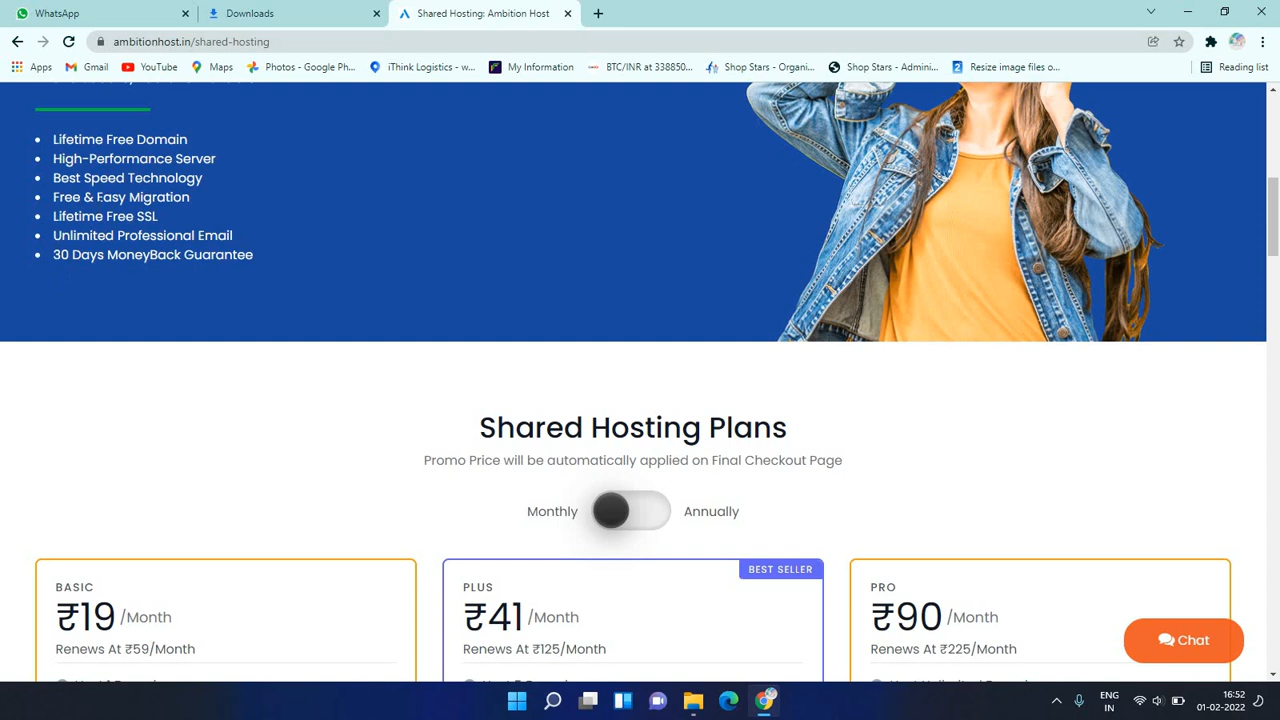 WhatsApp
Downloads
Shared Hosting: Ambition Host
ambitionhost.in/shared-hosting
Apps
Gmail
YouTube
Maps
Photos - Google Ph...
iThink Logistics - w...
My Information
BTC/INR at 338850...
Shop Stars - Organi...
Shop Stars - Admini...
Resize image files o...
Reading list
Lifetime Free Domain
High-Performance Server
Best Speed Technology
Free & Easy Migration
Lifetime Free SSL
Unlimited Professional Email
30 Days MoneyBack Guarantee
Shared Hosting Plans
Promo Price will be automatically applied on Final Checkout Page
Monthly
Annually
BASIC
₹19 /Month
Renews At ₹59/Month
BEST SELLER
PLUS
₹41 /Month
Renews At ₹125/Month
PRO
₹90 /Month
Renews At ₹225/Month
Chat
ENG
IN
16:52
01-02-2022